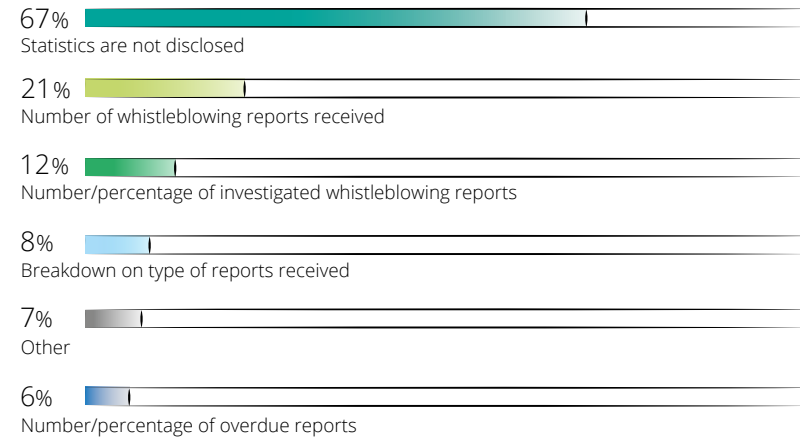 67%
Statistics are not disclosed
21%
Number of whistleblowing reports received
12%
Number/percentage of investigated whistleblowing reports
8%
Breakdown on type of reports received
7%
Other
6%
Number/percentage of overdue reports